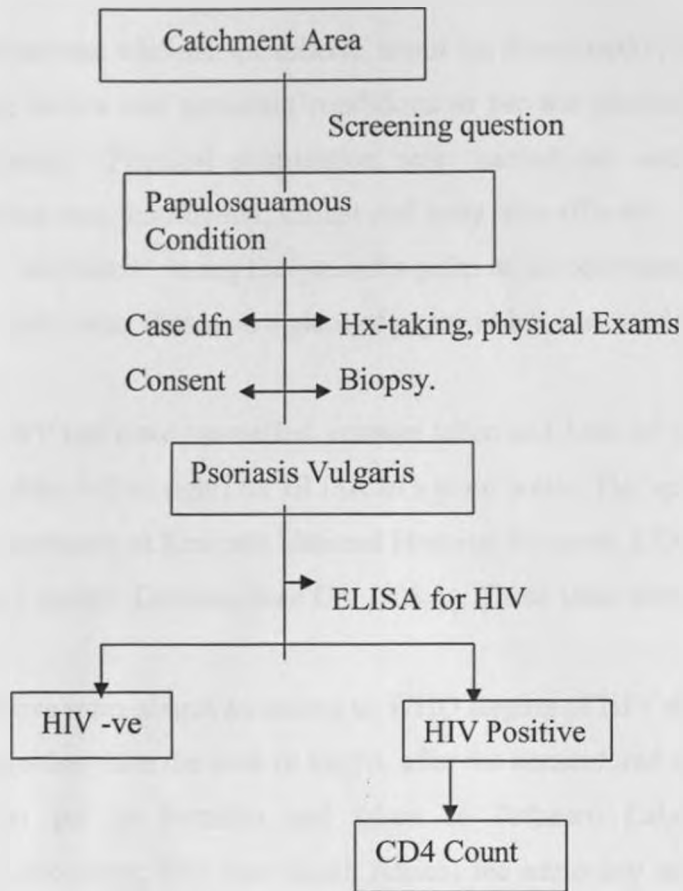 Catchment Area
Screening question
Papulosquamous
Condition
Case dfn Hx-taking, physical Exams
Consent Biopsy.
Psoriasis Vulgaris
ELISA for HIV
HIV -ve HIV Positive
CD4 Count